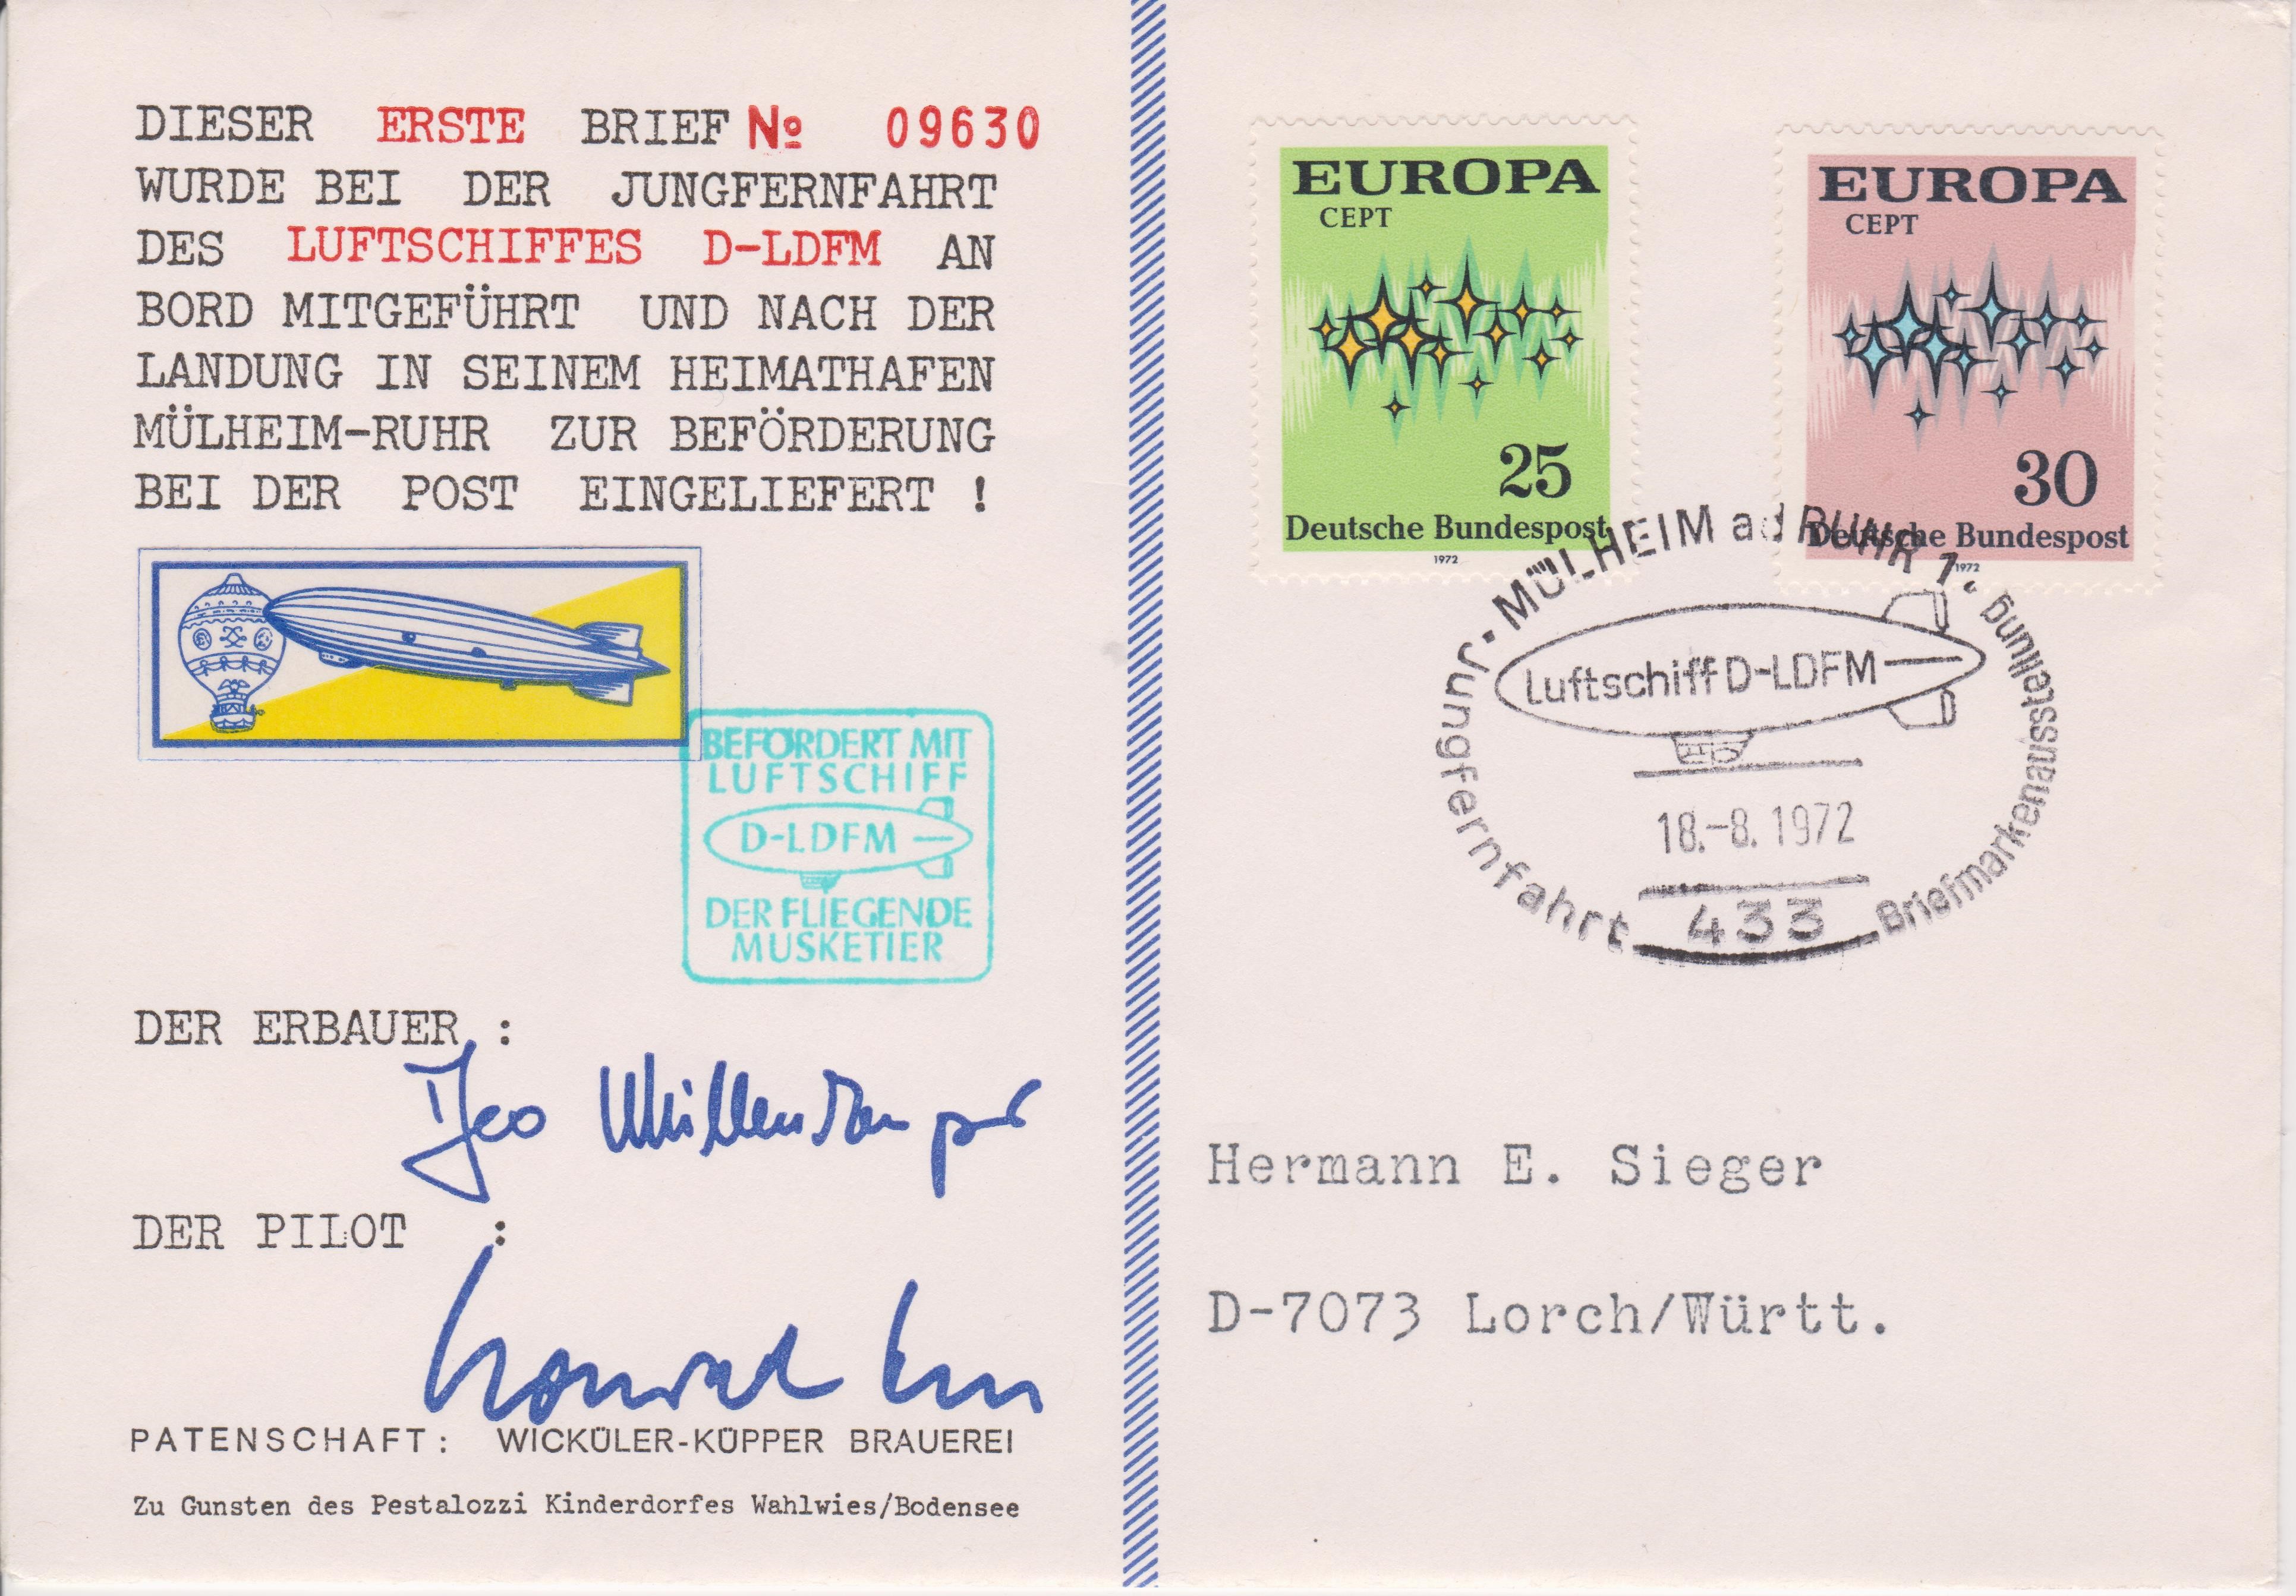 DIESER ERSTE BRIEF № 09630
WURDE BEI DER JUNGFERNFAHRT
DES LUFTSCHIFFES D-LDFM AN
BORD MITGEFÜHRT UND NACH DER
LANDUNG IN SEINEM HEIMATHAFEN
MÜLHEIM-RUHR ZUR BEFÖRDERUNG
BEI DER POST EINGELIEFERT !
BEFÖRDERT MIT
LUFTSCHIFF
D-LDFM
DER FLIEGENDE
MUSKETIER
DER ERBAUER :
DER PILOT :
Konrad
PATENSCHAFT: WICKÜLER-KÜPPER BRAUEREI
Zu Gunsten des Pestalozzi Kinderdorfes Wahlwies/Bodensee
EUROPA
CEPT
25
Deutsche Bundespost
1972
EUROPA
CEPT
30
Deutsche Bundespost
1972
MÜLHEIM a d RUHR 1
Jungfernfahrt
Luftschiff D-LDFM
18.-8.1972
433
Briefmarkenausstellung
Hermann E. Sieger
D-7073 Lorch/Württ.